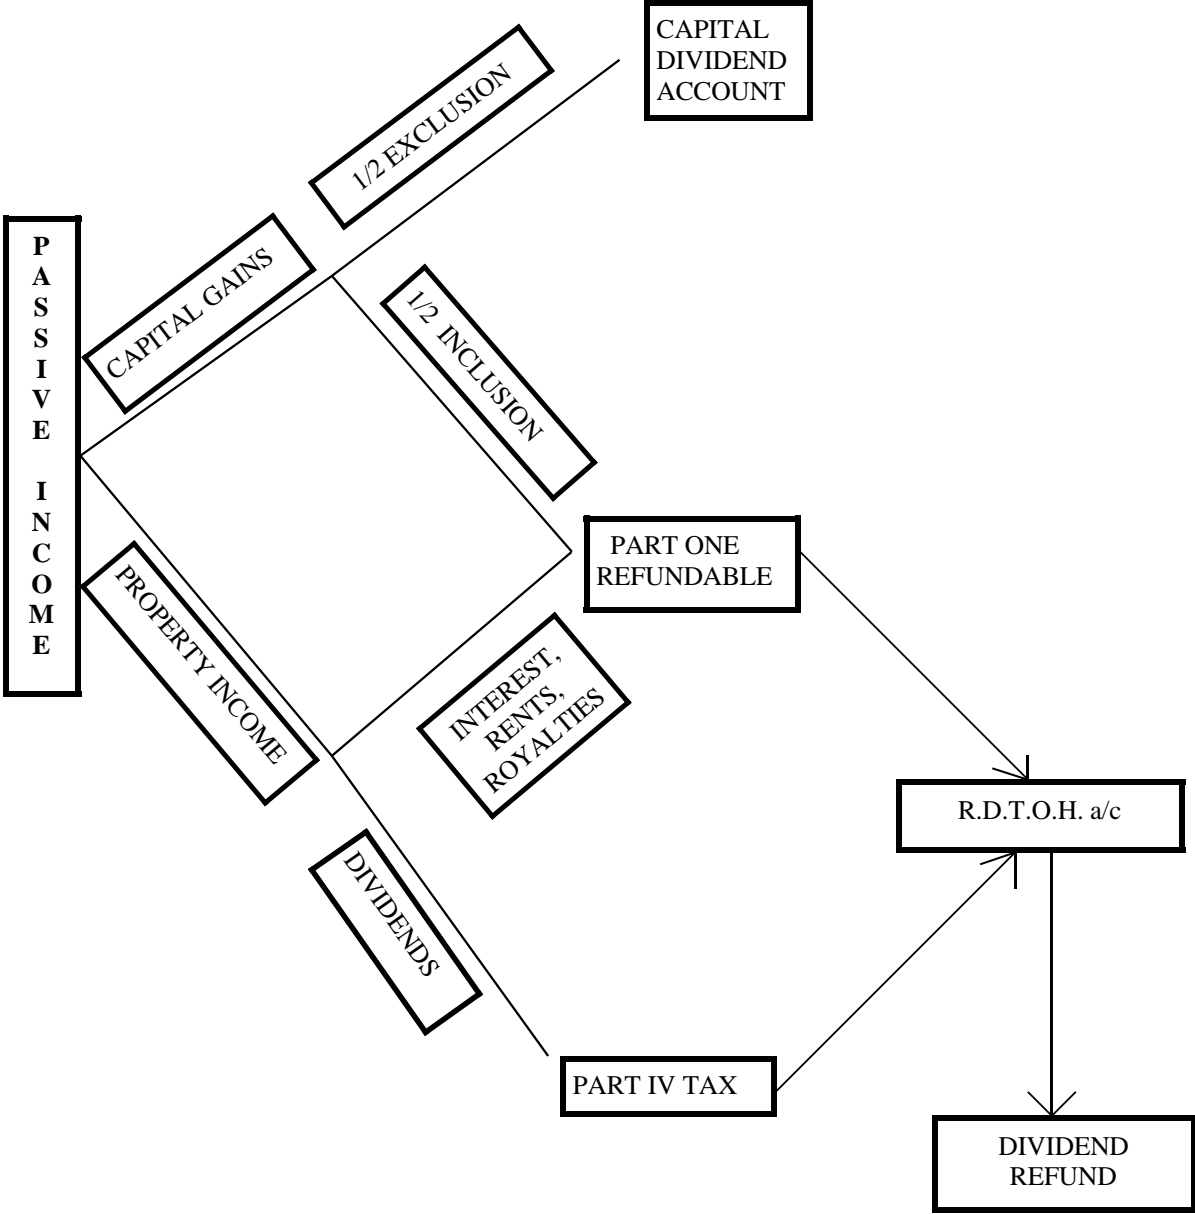 CAPITAL
DIVIDEND
ACCOUNT
1/2 EXCLUSION
CAPITAL GAINS
1/2 INCLUSION
PASSIVE INCOME
PART ONE
REFUNDABLE
PROPERTY INCOME
INTEREST,
RENTS,
ROYALTIES
R.D.T.O.H. a/c
DIVIDENDS
PART IV TAX
DIVIDEND
REFUND